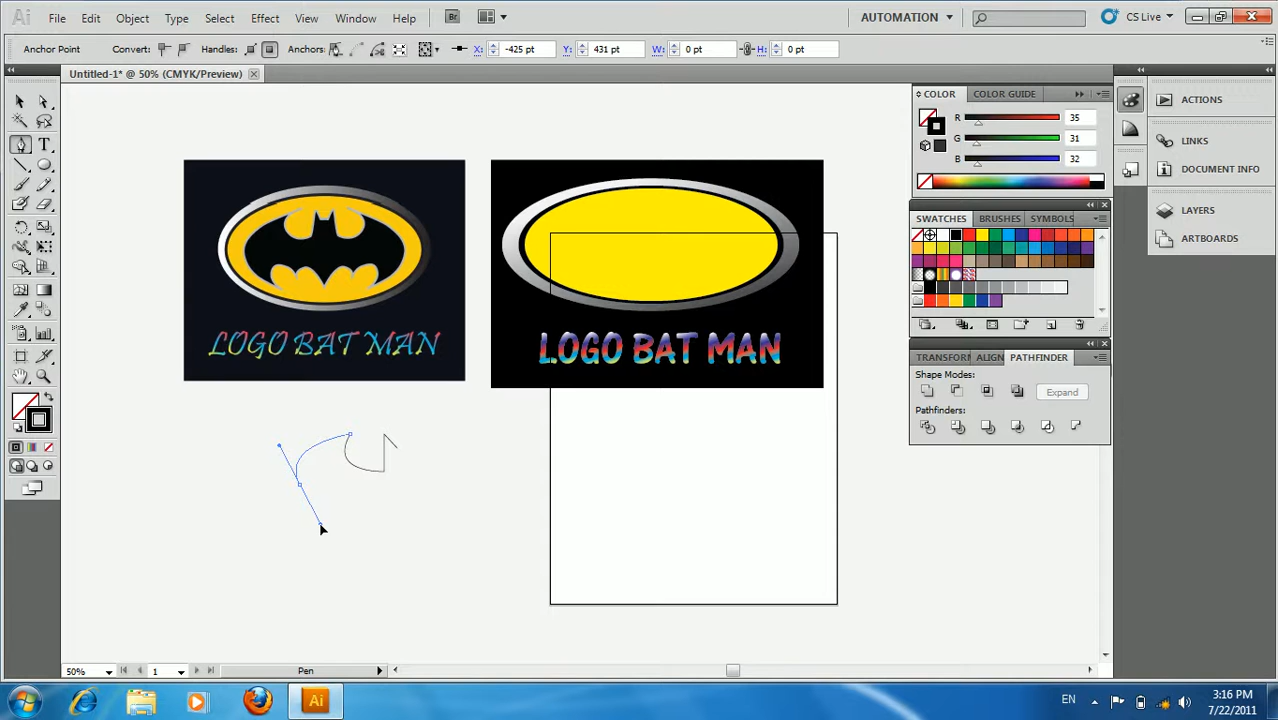 Ai File Edit Object Type Select Effect View Window Help Br AUTOMATION CS Live
Anchor Point Convert: Handles: Anchors: X: -425 pt Y: 431 pt W: 0 pt H: 0 pt
Untitled-1* @ 50% (CMYK/Preview)
COLOR COLOR GUIDE
R 35
G 31
B 32
ACTIONS
LINKS
DOCUMENT INFO
LAYERS
ARTBOARDS
SWATCHES BRUSHES SYMBOLS
TRANSFORM ALIGN PATHFINDER
Shape Modes:
Expand
Pathfinders:
LOGO BAT MAN
LOGO BAT MAN
50% 1 Pen
Ai EN 3:16 PM
7/22/2011